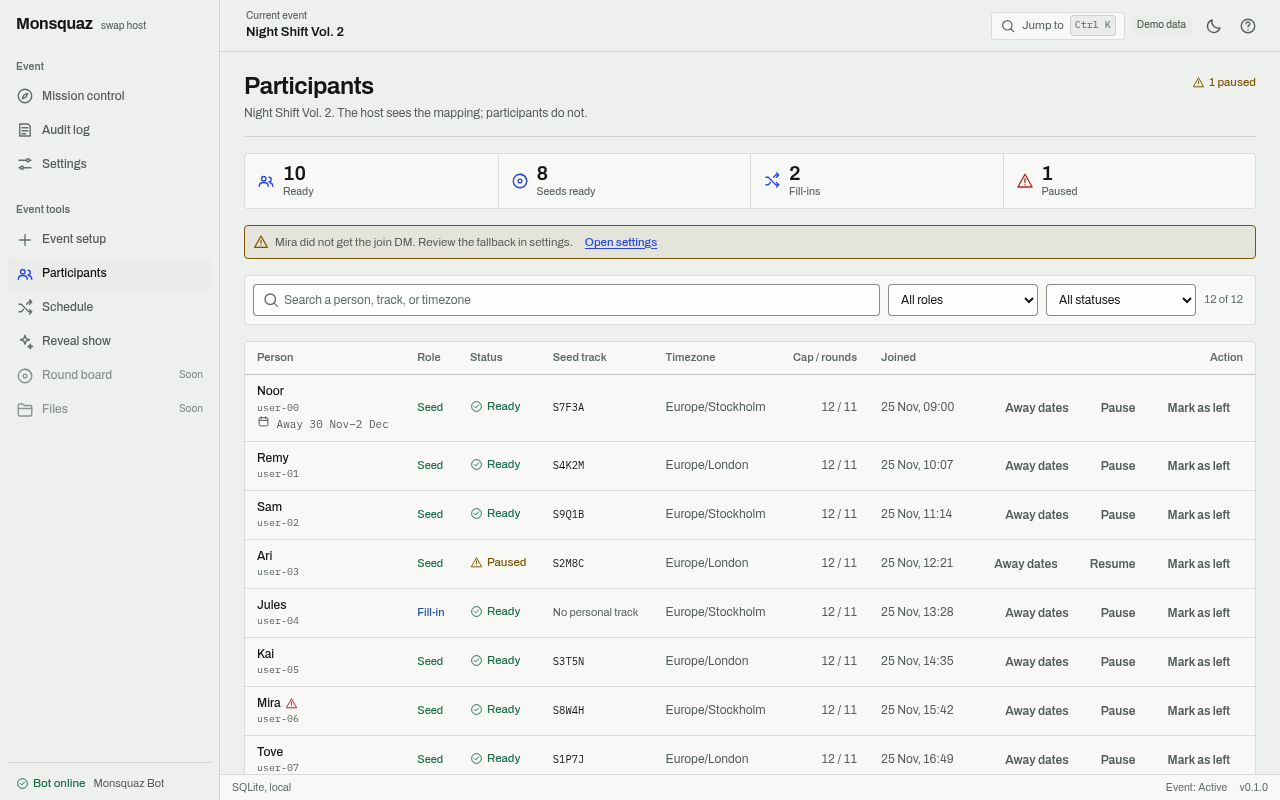 Monsquaz swap host
Event
Mission control
Audit log
Settings
Event tools
Event setup
Participants
Schedule
Reveal show
Round board Soon
Files Soon
Bot online Monsquaz Bot
Current event
Night Shift Vol. 2
Jump to Ctrl K
Demo data
Participants
1 paused
Night Shift Vol. 2. The host sees the mapping; participants do not.
10
Ready
8
Seeds ready
2
Fill-ins
1
Paused
Mira did not get the join DM. Review the fallback in settings. Open settings
Search a person, track, or timezone
All roles
All statuses
12 of 12
Person Role Status Seed track Timezone Cap / rounds Joined Action
Noor
user-00
Away 30 Nov–2 Dec
Seed Ready S7F3A Europe/Stockholm 12 / 11 25 Nov, 09:00 Away dates Pause Mark as left
Remy
user-01
Seed Ready S4K2M Europe/London 12 / 11 25 Nov, 10:07 Away dates Pause Mark as left
Sam
user-02
Seed Ready S9Q1B Europe/Stockholm 12 / 11 25 Nov, 11:14 Away dates Pause Mark as left
Ari
user-03
Seed Paused S2M8C Europe/London 12 / 11 25 Nov, 12:21 Away dates Resume Mark as left
Jules
user-04
Fill-in Ready No personal track Europe/Stockholm 12 / 11 25 Nov, 13:28 Away dates Pause Mark as left
Kai
user-05
Seed Ready S3T5N Europe/London 12 / 11 25 Nov, 14:35 Away dates Pause Mark as left
Mira
user-06
Seed Ready S8W4H Europe/Stockholm 12 / 11 25 Nov, 15:42 Away dates Pause Mark as left
Tove
user-07
Seed Ready S1P7J Europe/London 12 / 11 25 Nov, 16:49 Away dates Pause Mark as left
SQLite, local
Event: Active v0.1.0